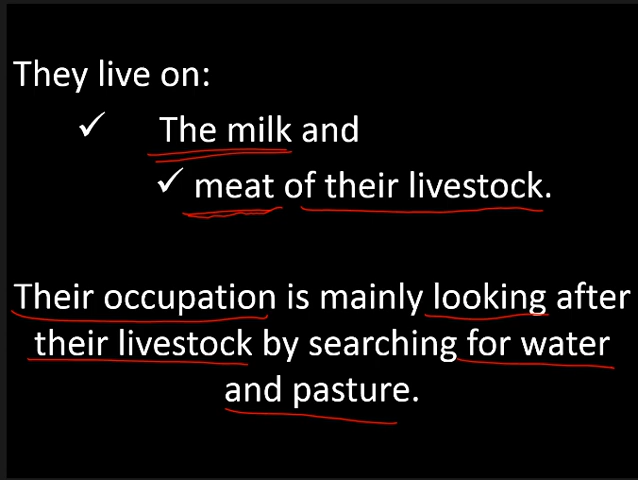 They live on:
✓ The milk and
✓ meat of their livestock.
Their occupation is mainly looking after
their livestock by searching for water
and pasture.